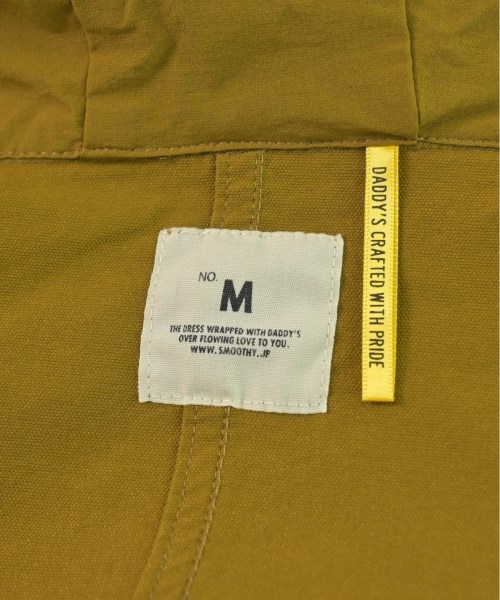 NO. M
THE DRESS WRAPPED WITH DADDY'S
OVER FLOWING LOVE TO YOU.
WWW.SMOOTHY.JP
DADDY'S CRAFTED WITH PRIDE